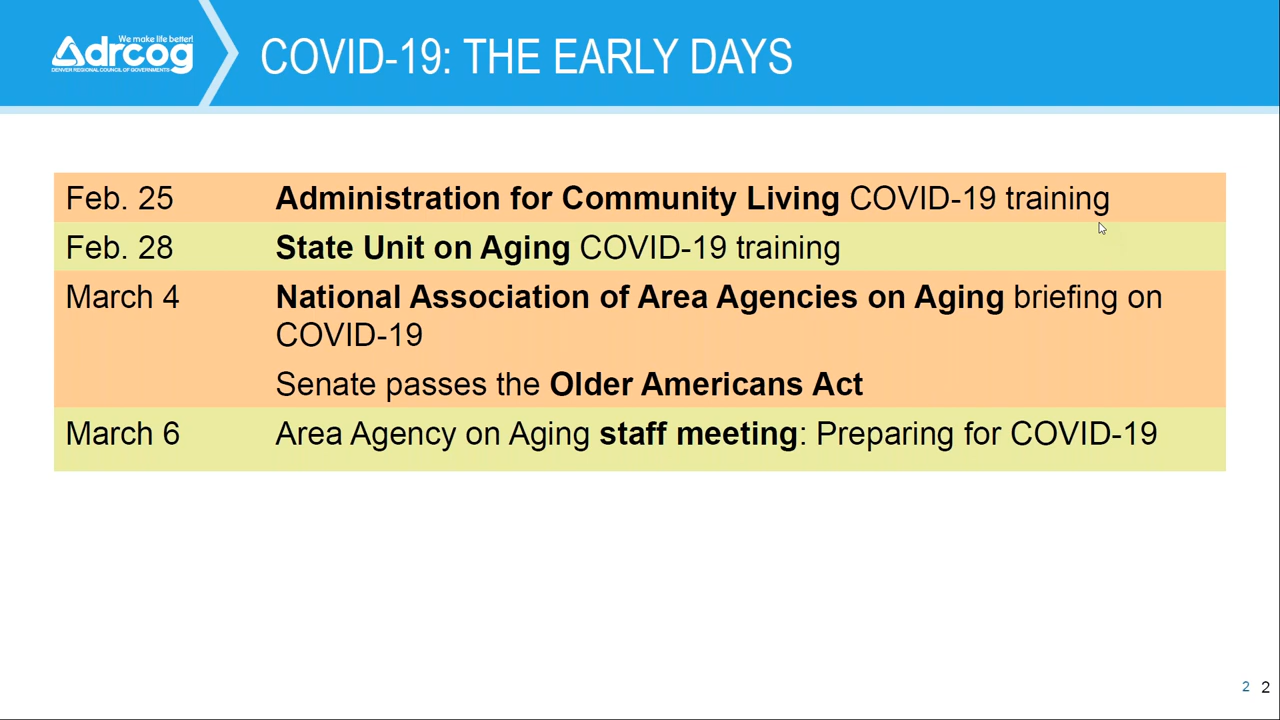 We make life better!
drcog
DENVER REGIONAL COUNCIL OF GOVERNMENTS
COVID-19: THE EARLY DAYS
Feb. 25 Administration for Community Living COVID-19 training
Feb. 28 State Unit on Aging COVID-19 training
March 4 National Association of Area Agencies on Aging briefing on
COVID-19
Senate passes the Older Americans Act
March 6 Area Agency on Aging staff meeting: Preparing for COVID-19
2 2